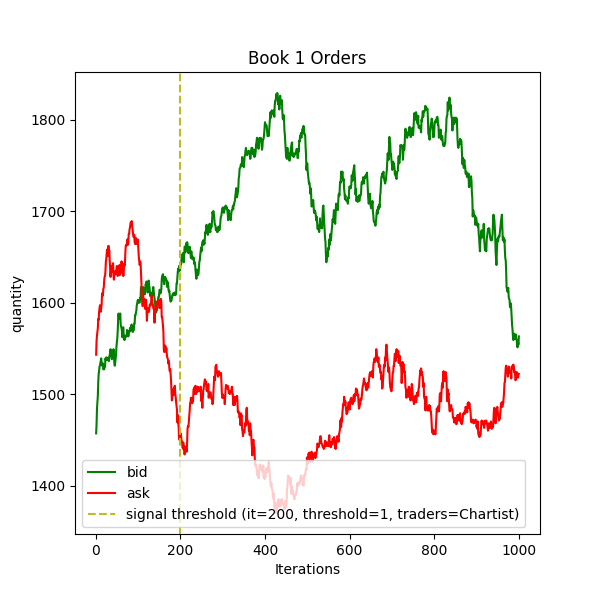 Book 1 Orders
quantity
1800
1700
1600
1500
1400
bid
ask
signal threshold (it=200, threshold=1, traders=Chartist)
0 200 400 600 800 1000
Iterations